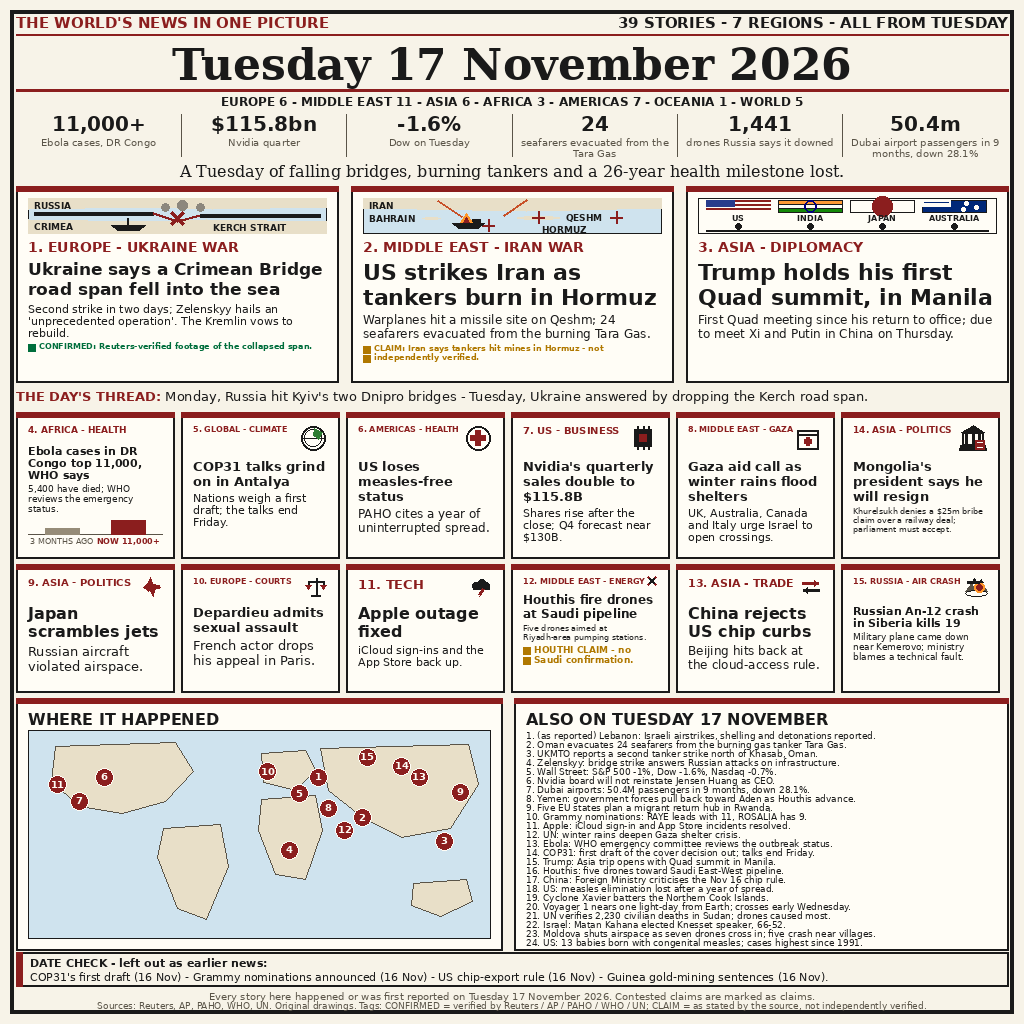 THE WORLD'S NEWS IN ONE PICTURE
39 STORIES - 7 REGIONS - ALL FROM TUESDAY
Tuesday 17 November 2026
EUROPE 6 - MIDDLE EAST 11 - ASIA 6 - AFRICA 3 - AMERICAS 7 - OCEANIA 1 - WORLD 5
11,000+
Ebola cases, DR Congo
$115.8bn
Nvidia quarter
-1.6%
Dow on Tuesday
24
seafarers evacuated from the
Tara Gas
1,441
drones Russia says it downed
50.4m
Dubai airport passengers in 9
months, down 28.1%
A Tuesday of falling bridges, burning tankers and a 26-year health milestone lost.
RUSSIA
CRIMEA
KERCH STRAIT
1. EUROPE - UKRAINE WAR
Ukraine says a Crimean Bridge
road span fell into the sea
Second strike in two days; Zelenskyy hails an
'unprecedented operation'. The Kremlin vows to
rebuild.
CONFIRMED: Reuters-verified footage of the collapsed span.
IRAN
BAHRAIN
QESHM
HORMUZ
2. MIDDLE EAST - IRAN WAR
US strikes Iran as
tankers burn in Hormuz
Warplanes hit a missile site on Qeshm; 24
seafarers evacuated from the burning Tara Gas.
CLAIM: Iran says tankers hit mines in Hormuz - not
independently verified.
US
INDIA
JAPAN
AUSTRALIA
3. ASIA - DIPLOMACY
Trump holds his first
Quad summit, in Manila
First Quad meeting since his return to office; due
to meet Xi and Putin in China on Thursday.
THE DAY'S THREAD: Monday, Russia hit Kyiv's two Dnipro bridges - Tuesday, Ukraine answered by dropping the Kerch road span.
4. AFRICA - HEALTH
Ebola cases in DR
Congo top 11,000,
WHO says
5,400 have died; WHO
reviews the emergency
status.
3 MONTHS AGO NOW 11,000+
5. GLOBAL - CLIMATE
COP31 talks grind
on in Antalya
Nations weigh a first
draft; the talks end
Friday.
6. AMERICAS - HEALTH
US loses
measles-free
status
PAHO cites a year of
uninterrupted spread.
7. US - BUSINESS
Nvidia's quarterly
sales double to
$115.8B
Shares rise after the
close; Q4 forecast near
$130B.
8. MIDDLE EAST - GAZA
Gaza aid call as
winter rains flood
shelters
UK, Australia, Canada
and Italy urge Israel to
open crossings.
14. ASIA - POLITICS
Mongolia's
president says he
will resign
Khurelsukh denies a $25m bribe
claim over a railway deal;
parliament must accept.
9. ASIA - POLITICS
Japan
scrambles jets
Russian aircraft
violated airspace.
10. EUROPE - COURTS
Depardieu admits
sexual assault
French actor drops
his appeal in Paris.
11. TECH
Apple outage
fixed
iCloud sign-ins and the
App Store back up.
12. MIDDLE EAST - ENERGY
Houthis fire drones
at Saudi pipeline
Five drones aimed at
Riyadh-area pumping stations.
HOUTHI CLAIM - no
Saudi confirmation.
13. ASIA - TRADE
China rejects
US chip curbs
Beijing hits back at
the cloud-access rule.
15. RUSSIA - AIR CRASH
Russian An-12 crash
in Siberia kills 19
Military plane came down
near Kemerovo; ministry
blames a technical fault.
WHERE IT HAPPENED
15
14
13
10
1
11
6
7
5
9
8
2
12
3
4
ALSO ON TUESDAY 17 NOVEMBER
1. (as reported) Lebanon: Israeli airstrikes, shelling and detonations reported.
2. Oman evacuates 24 seafarers from the burning gas tanker Tara Gas.
3. UKMTO reports a second tanker strike north of Khasab, Oman.
4. Zelenskyy: bridge strike answers Russian attacks on infrastructure.
5. Wall Street: S&P 500 -1%, Dow -1.6%, Nasdaq -0.7%.
6. Nvidia board will not reinstate Jensen Huang as CEO.
7. Dubai airports: 50.4M passengers in 9 months, down 28.1%.
8. Yemen: government forces pull back toward Aden as Houthis advance.
9. Five EU states plan a migrant return hub in Rwanda.
10. Grammy nominations: RAYE leads with 11, ROSALÍA has 9.
11. Apple: iCloud sign-in and App Store incidents resolved.
12. UN: winter rains deepen Gaza shelter crisis.
13. Ebola: WHO emergency committee reviews the outbreak status.
14. COP31: first draft of the cover decision out; talks end Friday.
15. Trump: Asia trip opens with Quad summit in Manila.
16. Houthis: five drones toward Saudi East-West pipeline.
17. China: Foreign Ministry criticises the Nov 16 chip rule.
18. US: measles elimination lost after a year of spread.
19. Cyclone Xavier batters the Northern Cook Islands.
20. Voyager 1 nears one light-day from Earth; crosses early Wednesday.
21. UN verifies 2,230 civilian deaths in Sudan; drones caused most.
22. Israel: Matan Kahana elected Knesset speaker, 66-52.
23. Moldova shuts airspace as seven drones cross in; five crash near villages.
24. US: 13 babies born with congenital measles; cases highest since 1991.
DATE CHECK - left out as earlier news:
COP31's first draft (16 Nov) - Grammy nominations announced (16 Nov) - US chip-export rule (16 Nov) - Guinea gold-mining sentences (16 Nov).
Every story here happened or was first reported on Tuesday 17 November 2026. Contested claims are marked as claims.
Sources: Reuters, AP, PAHO, WHO, UN. Original drawings. Tags: CONFIRMED = verified by Reuters / AP / PAHO / WHO / UN; CLAIM = as stated by the source, not independently verified.